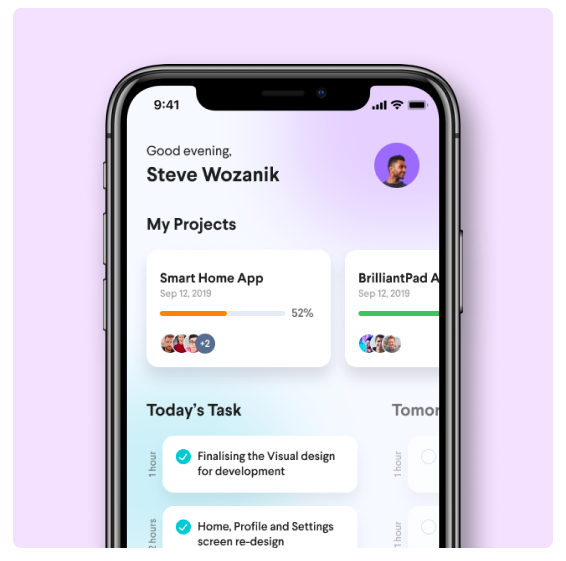 9:41
Good evening,
Steve Wozanik
My Projects
Smart Home App
Sep 12, 2019
52%
+2
BrilliantPad A
Sep 12, 2019
Today's Task
1 hour
Finalising the Visual design
for development
2 hours
Home, Profile and Settings
screen re-design
Tomor
1 hour
1 hour